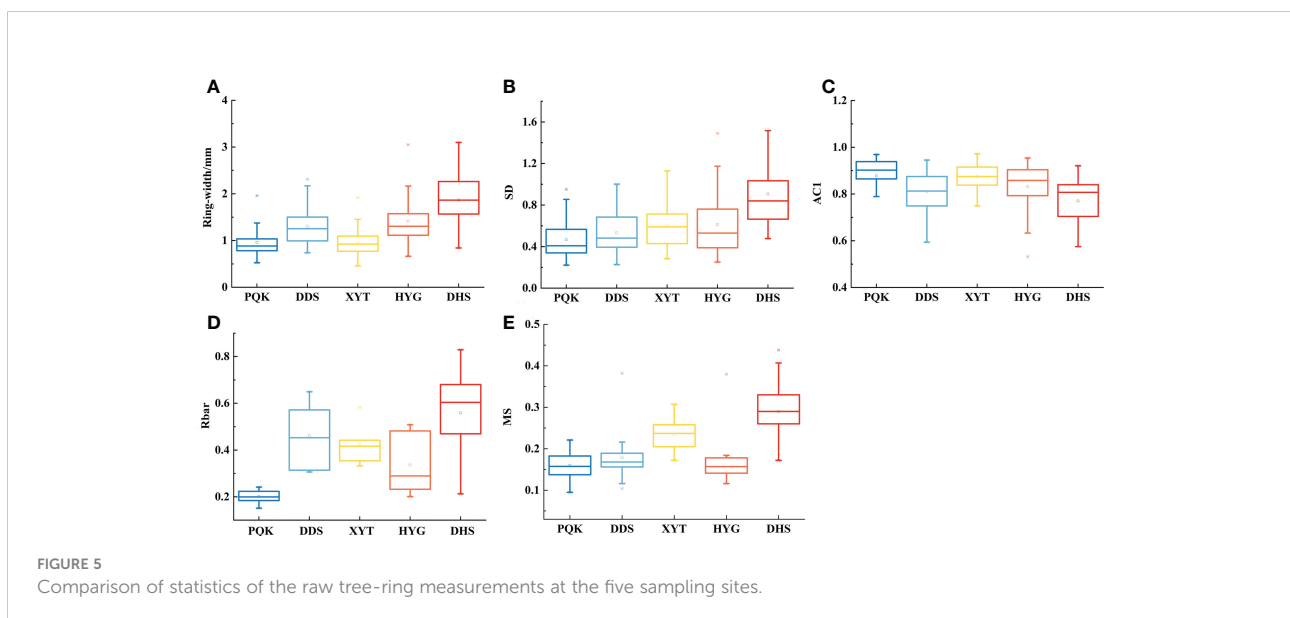 A
Ring-width/mm
4
3
2
1
0
PQK DDS XYT HYG DHS
B
SD
1.6
1.2
0.8
0.4
0.0
PQK DDS XYT HYG DHS
C
AC1
1.2
1.0
0.8
0.6
0.4
PQK DDS XYT HYG DHS
D
Rbar
0.8
0.6
0.4
0.2
PQK DDS XYT HYG DHS
E
MS
0.5
0.4
0.3
0.2
0.1
PQK DDS XYT HYG DHS
FIGURE 5
Comparison of statistics of the raw tree-ring measurements at the five sampling sites.